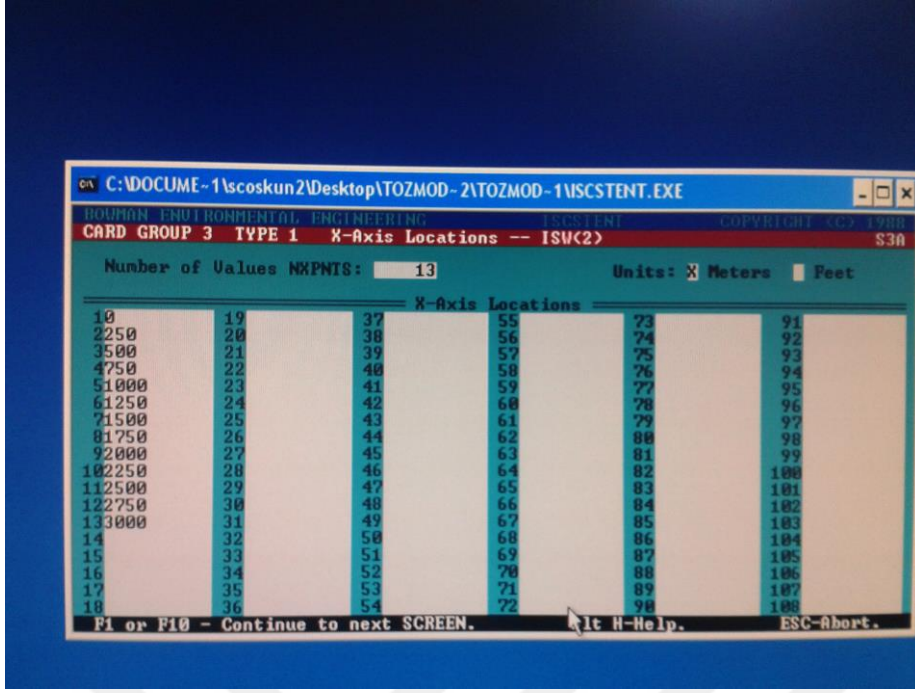 C:\DOCUME~1\scoskun2\Desktop\TOZMOD~2\TOZMOD~1\ISCSTENT.EXE
BOWMAN ENVIRONMENTAL ENGINEERING ISCSTENT COPYRIGHT (C) 1988
CARD GROUP 3 TYPE 1 X-Axis Locations -- ISW(2) S3A
Number of Values NXPNTS: 13 Units: X Meters Feet
X-Axis Locations
1 0 19 37 55 73 91
2 250 20 38 56 74 92
3 500 21 39 57 75 93
4 750 22 40 58 76 94
5 1000 23 41 59 77 95
6 1250 24 42 60 78 96
7 1500 25 43 61 79 97
8 1750 26 44 62 80 98
9 2000 27 45 63 81 99
10 2250 28 46 64 82 100
11 2500 29 47 65 83 101
12 2750 30 48 66 84 102
13 3000 31 49 67 85 103
14 32 50 68 86 104
15 33 51 69 87 105
16 34 52 70 88 106
17 35 53 71 89 107
18 36 54 72 90 108
F1 or F10 - Continue to next SCREEN. lt H-Help. ESC-Abort.